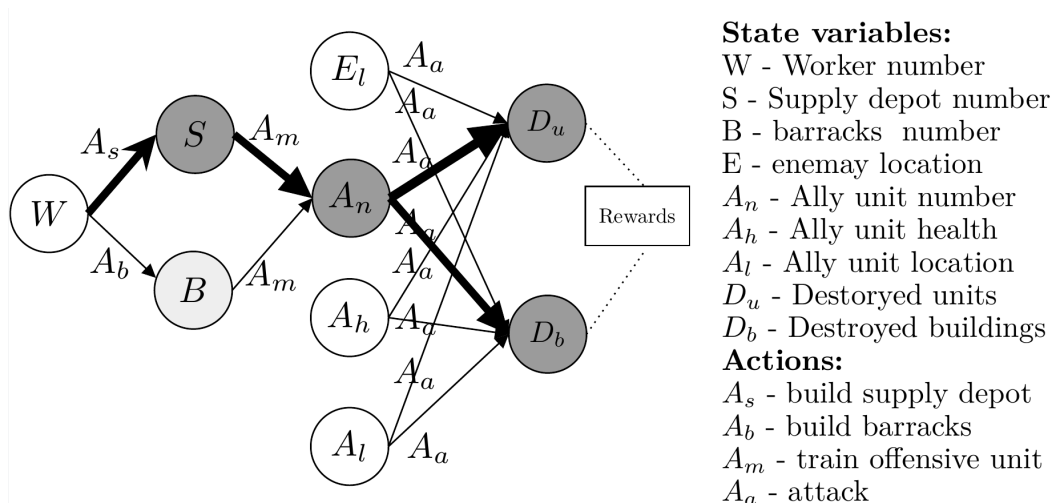 E_l
A_a
A_a
D_u
S
A_s
A_m
A_a
W
A_n
Rewards
A_b
B
A_m
A_a
A_a
A_h
A_a
D_b
A_a
A_l
A_a
State variables:
W - Worker number
S - Supply depot number
B - barracks number
E - enemay location
A_n - Ally unit number
A_h - Ally unit health
A_l - Ally unit location
D_u - Destoryed units
D_b - Destroyed buildings
Actions:
A_s - build supply depot
A_b - build barracks
A_m - train offensive unit
A_a - attack